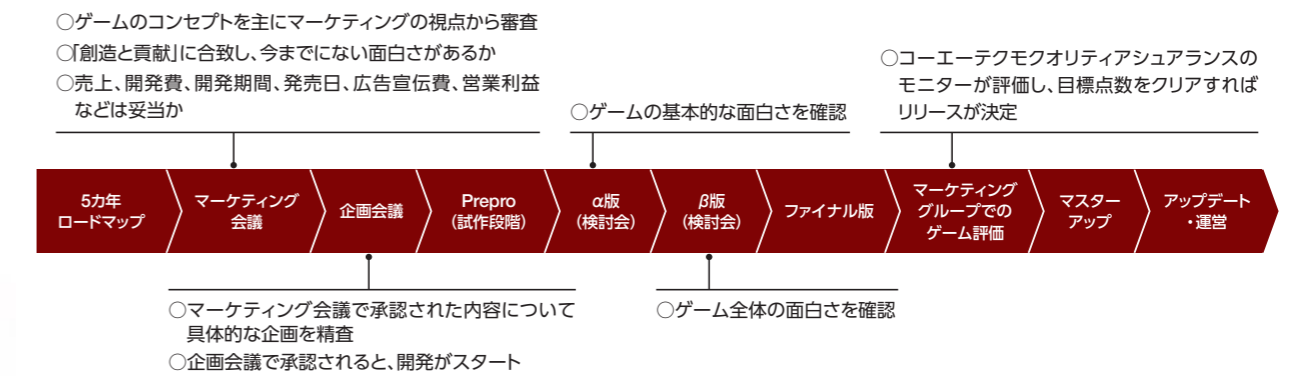 ○ゲームのコンセプトを主にマーケティングの視点から審査
○「創造と貢献」に合致し、今までにない面白さがあるか
○売上、開発費、開発期間、発売日、広告宣伝費、営業利益
などは妥当か
○ゲームの基本的な面白さを確認
○コーエーテクモクオリティアシュアランスの
モニターが評価し、目標点数をクリアすれば
リリースが決定
5カ年
ロードマップ
マーケティング
会議
企画会議
Prepro
(試作段階)
α版
(検討会)
β版
(検討会)
ファイナル版
マーケティング
グループでの
ゲーム評価
マスター
アップ
アップデート
・運営
○マーケティング会議で承認された内容について
具体的な企画を精査
○企画会議で承認されると、開発がスタート
○ゲーム全体の面白さを確認